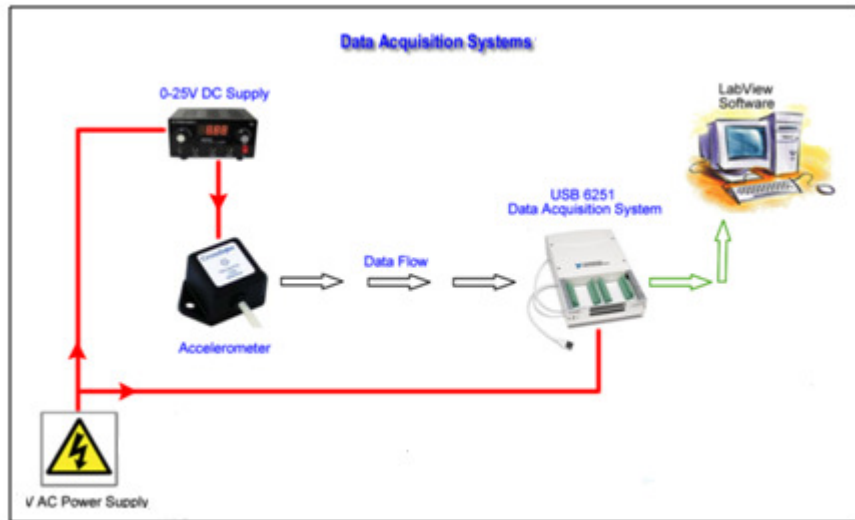 Data Acquisition Systems
0-25V DC Supply
LabView
Software
USB 6251
Data Acquisition System
Data Flow
Accelerometer
V AC Power Supply